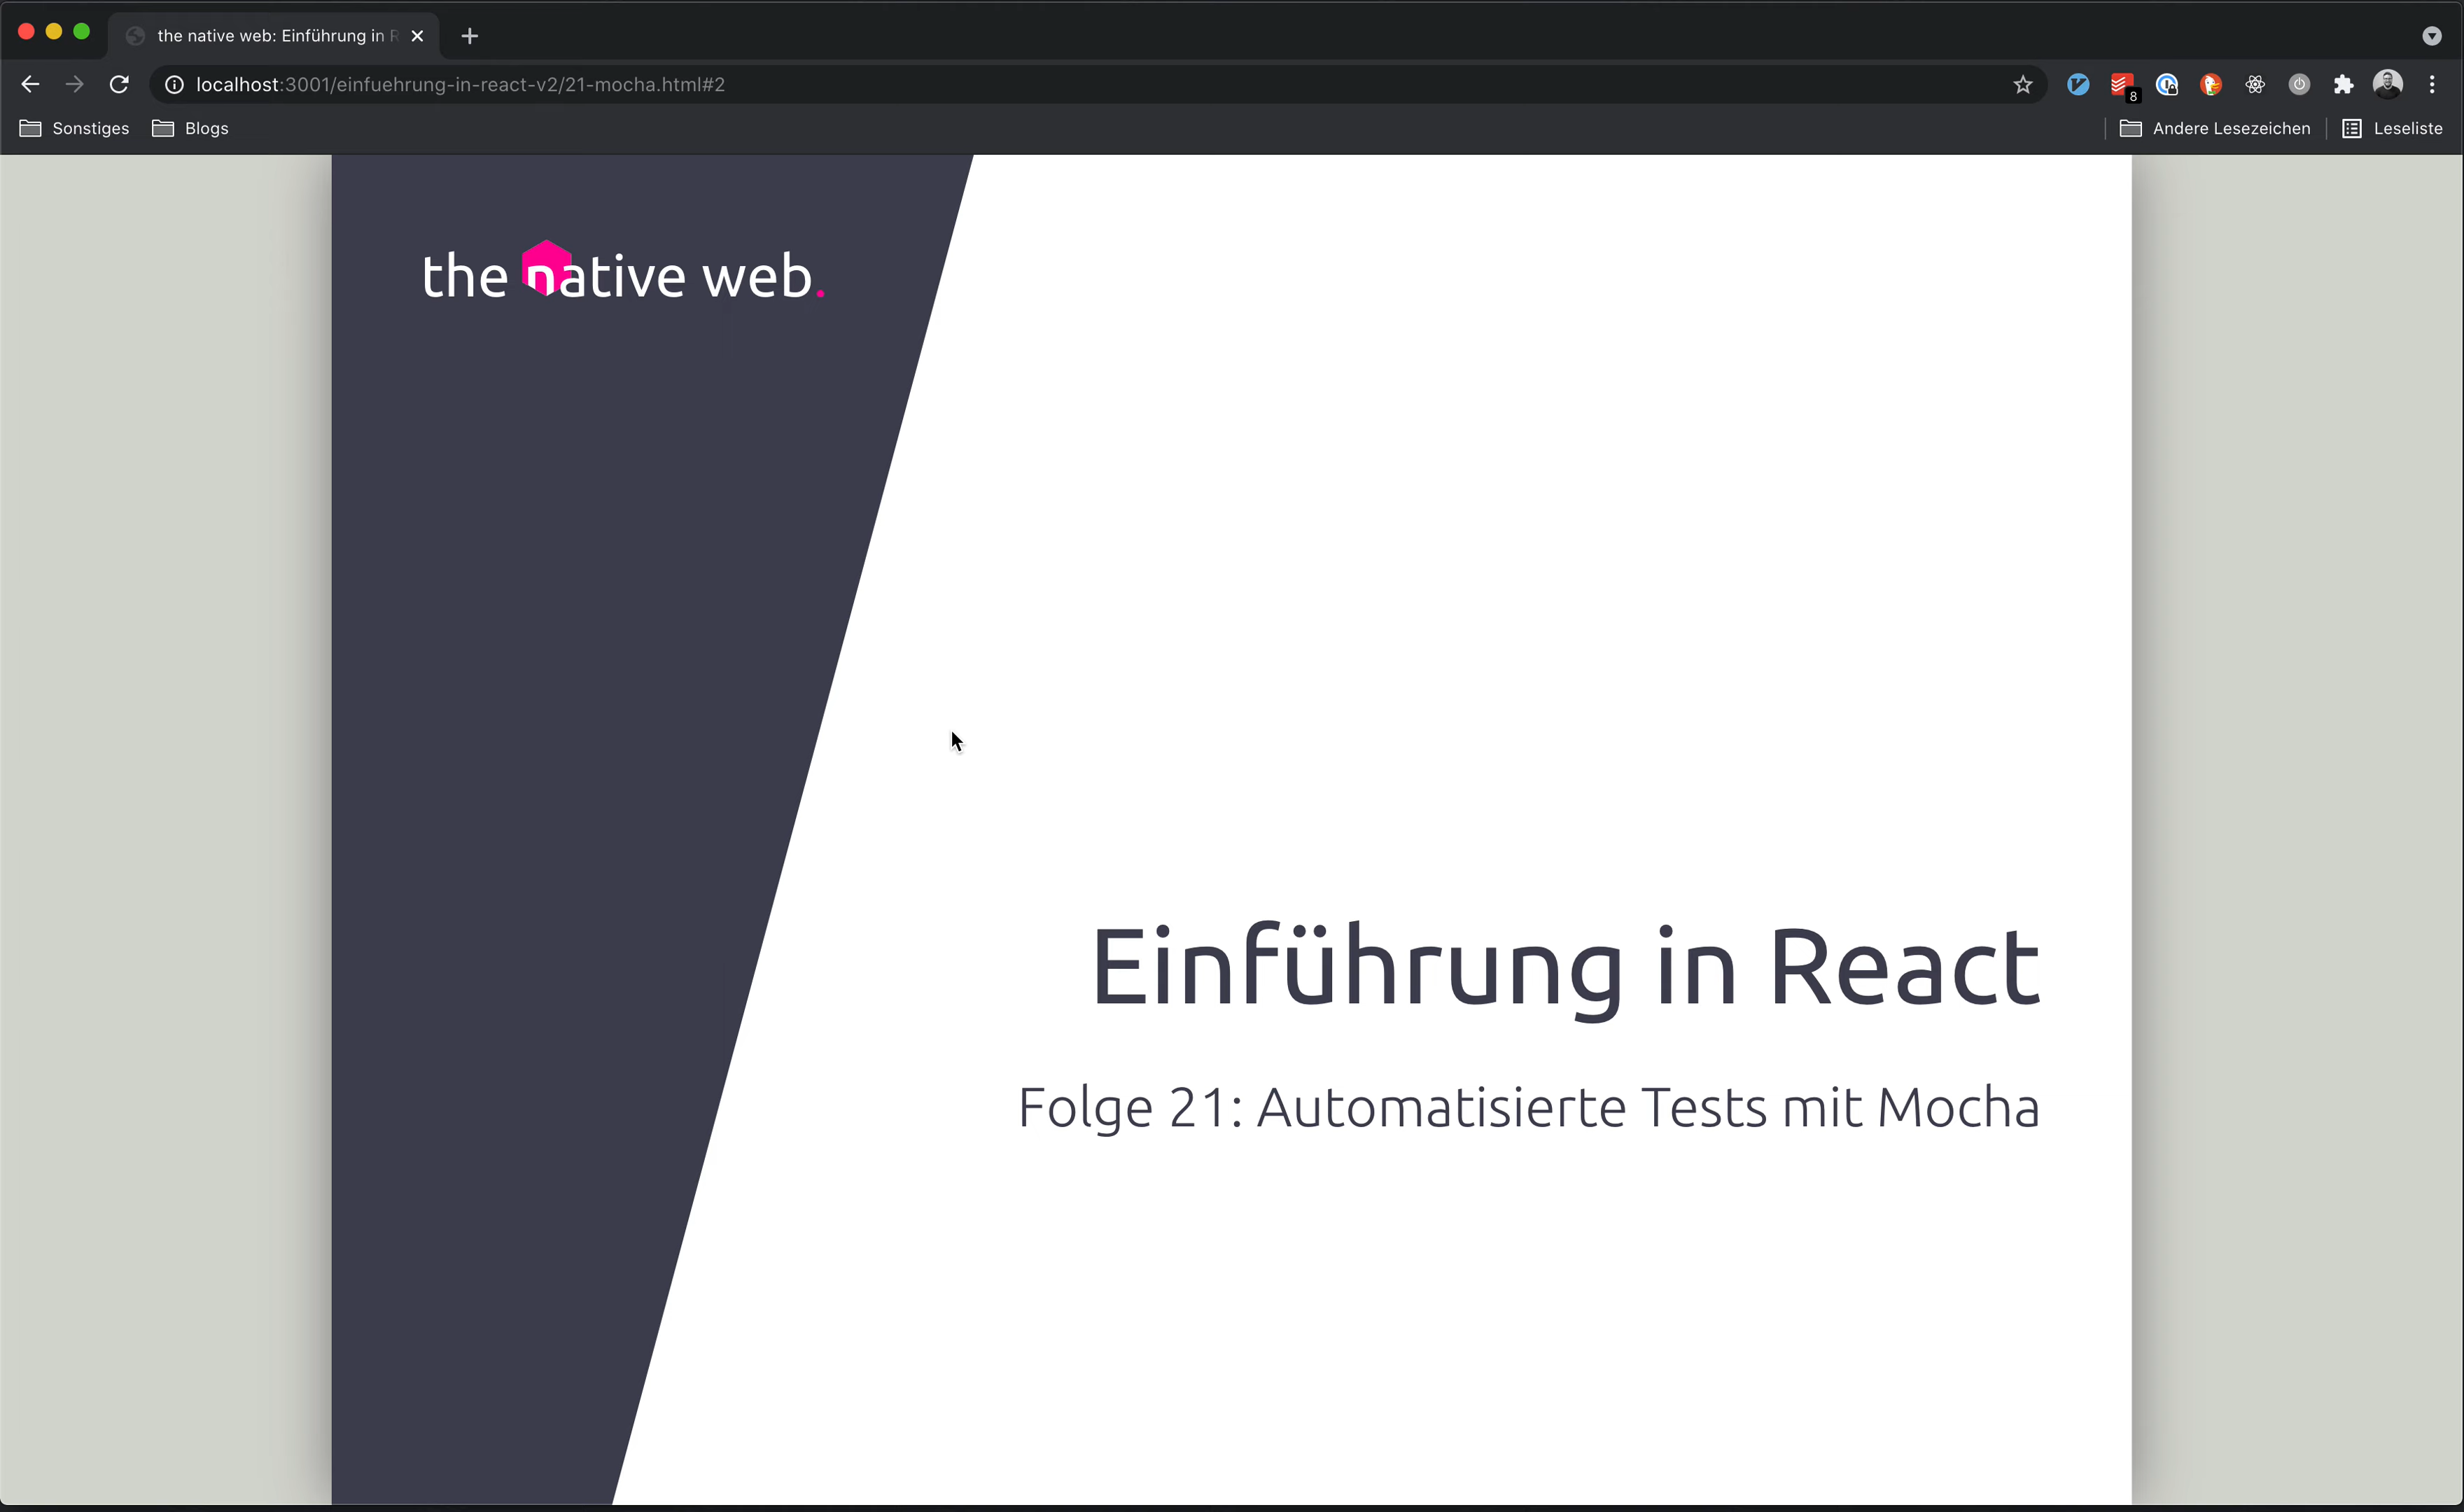 the native web: Einführung in R
localhost:3001/einfuehrung-in-react-v2/21-mocha.html#2
8
Sonstiges
Blogs
Andere Lesezeichen
Leseliste
the native web.
Einführung in React
Folge 21: Automatisierte Tests mit Mocha